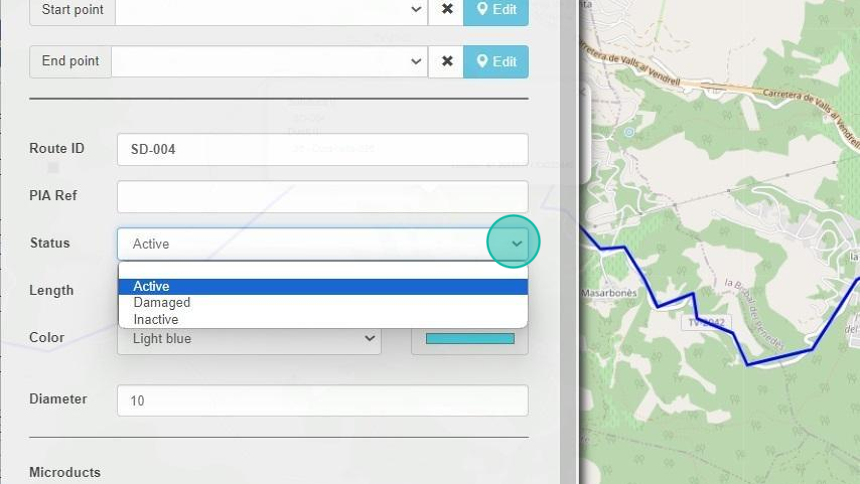 Start point
Edit
End point
Edit
Route ID
SD-004
PIA Ref
Status
Active
Active
Damaged
Inactive
Length
Color
Light blue
Diameter
10
Microducts
Carretera de Valls al Vendrell
Carretera de Valls al Vendrell
Masarbonès
la Bisbal del Penedès
TV-2042